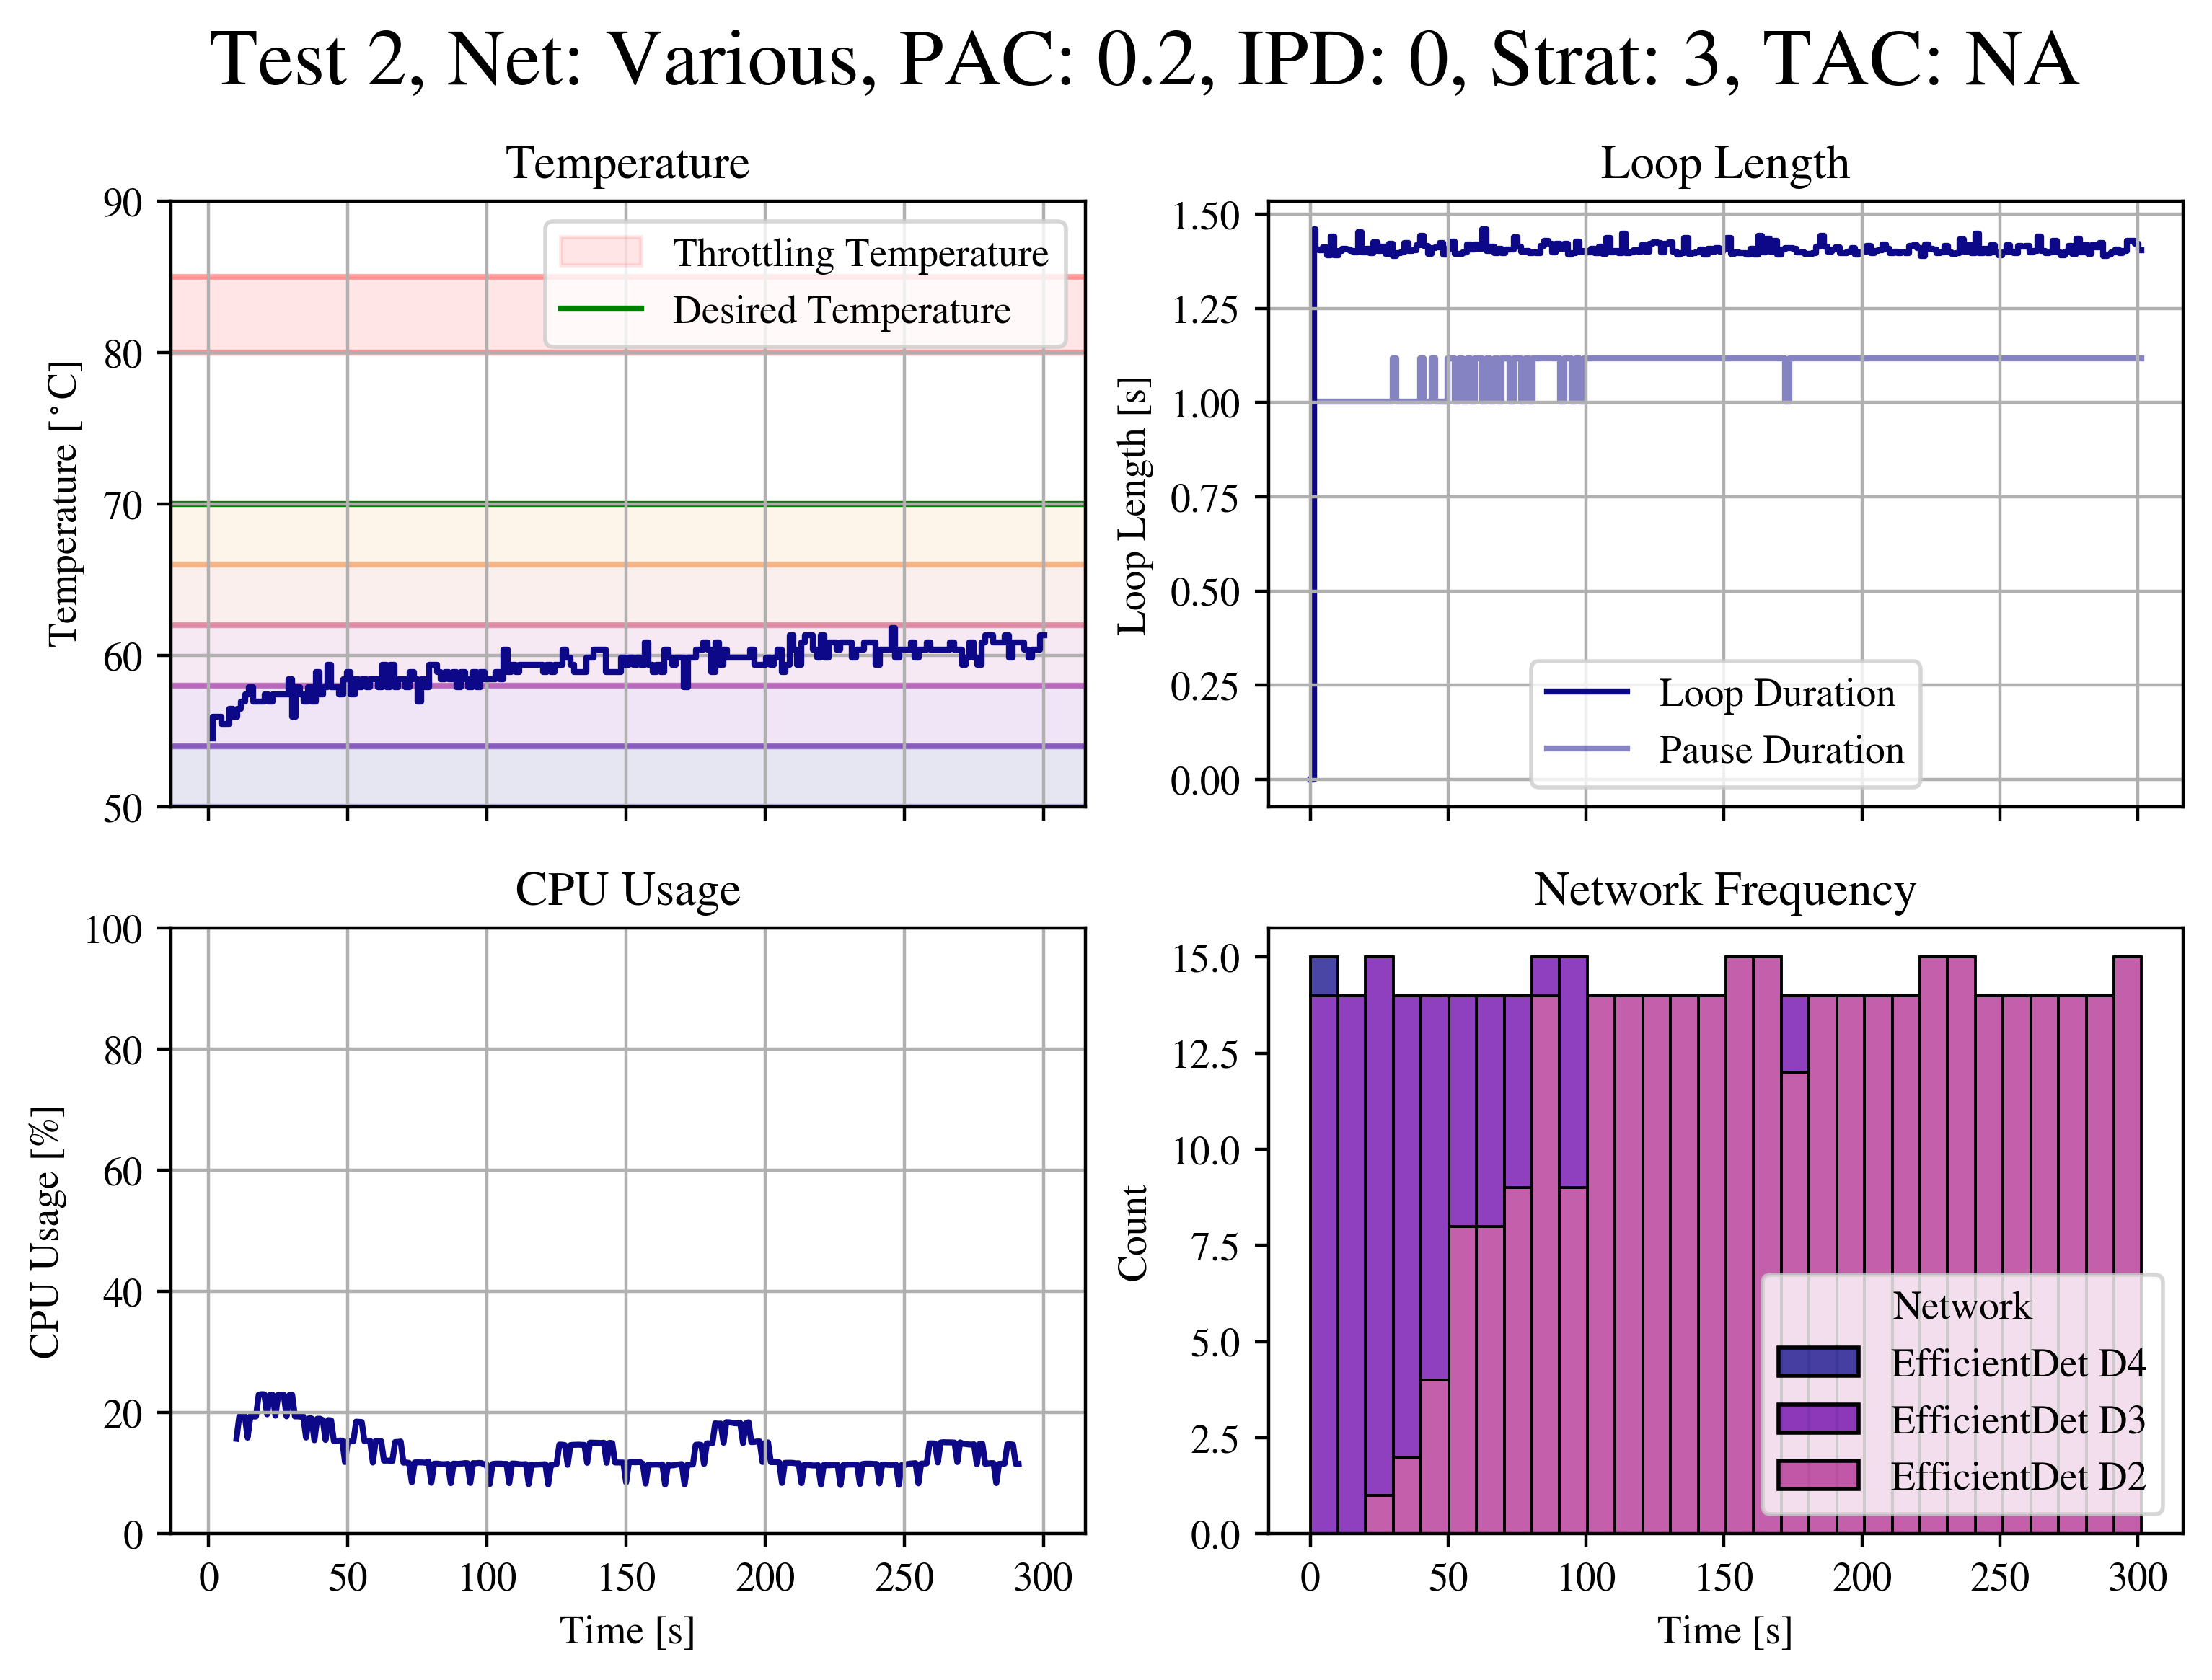 Test 2, Net: Various, PAC: 0.2, IPD: 0, Strat: 3, TAC: NA
Temperature
90
80
70
60
50
Temperature [°C]
Throttling Temperature
Desired Temperature
Loop Length
1.50
1.25
1.00
0.75
0.50
0.25
0.00
Loop Length [s]
Loop Duration
Pause Duration
CPU Usage
100
80
60
40
20
0
CPU Usage [%]
0 50 100 150 200 250 300
Time [s]
Network Frequency
15.0
12.5
10.0
7.5
5.0
2.5
0.0
Count
Network
EfficientDet D4
EfficientDet D3
EfficientDet D2
0 50 100 150 200 250 300
Time [s]